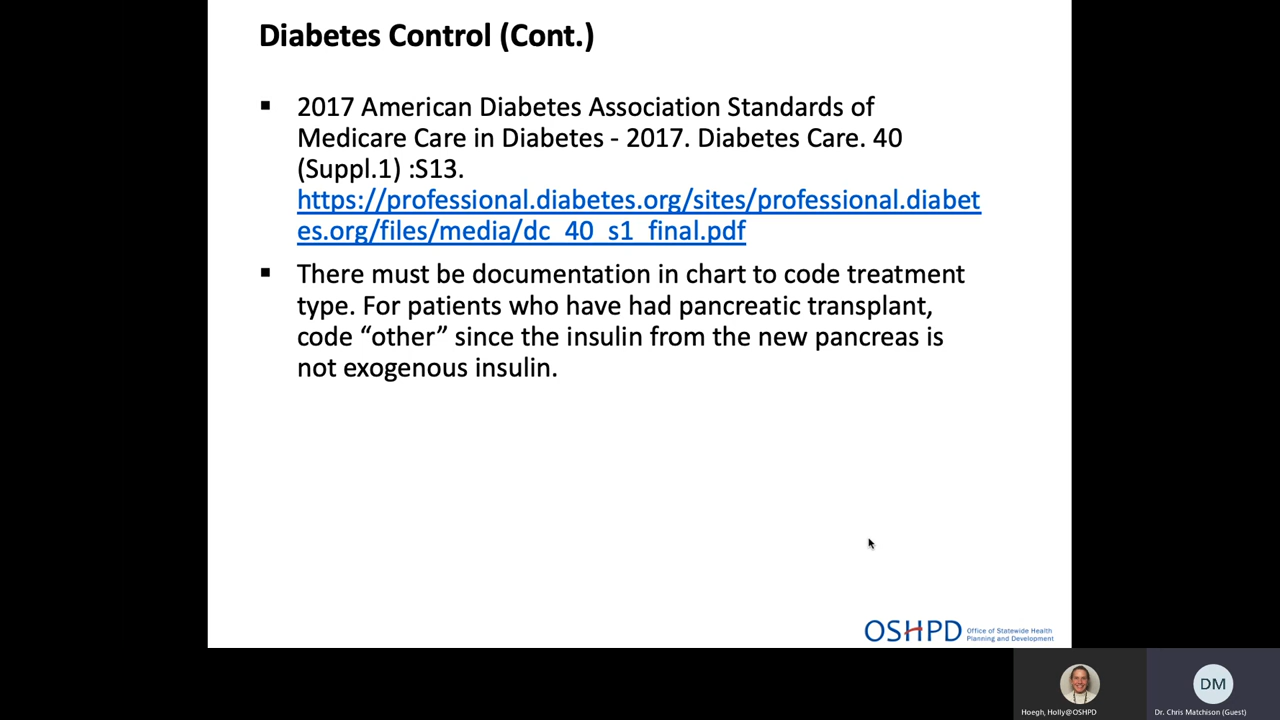 Diabetes Control (Cont.)
▪ 2017 American Diabetes Association Standards of
Medicare Care in Diabetes - 2017. Diabetes Care. 40
(Suppl.1) :S13.
https://professional.diabetes.org/sites/professional.diabet
es.org/files/media/dc_40_s1_final.pdf
▪ There must be documentation in chart to code treatment
type. For patients who have had pancreatic transplant,
code “other” since the insulin from the new pancreas is
not exogenous insulin.
OSHPD
Office of Statewide Health
Planning and Development
DM
Hoegh, Holly@OSHPD
Dr. Chris Matchison (Guest)